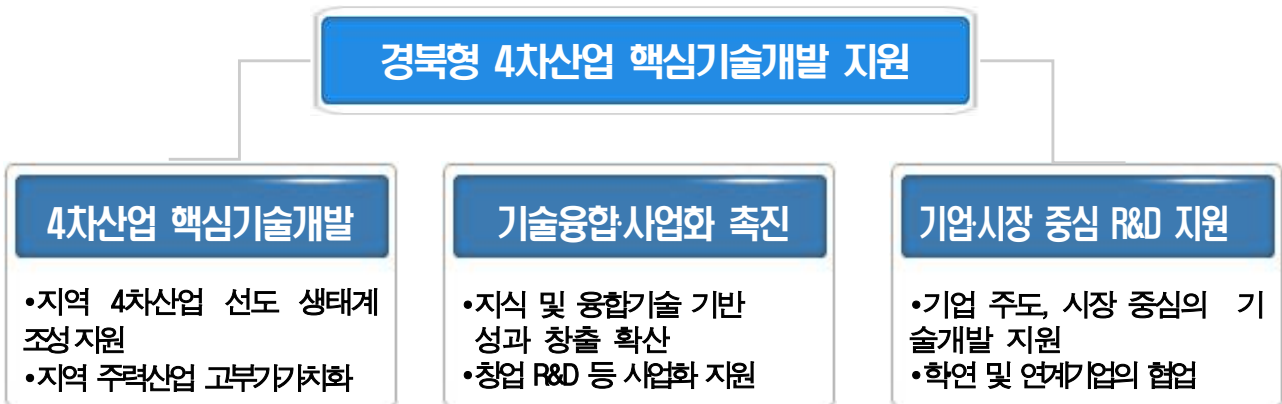 경북형 4차산업 핵심기술개발 지원
4차산업 핵심기술개발
•지역 4차산업 선도 생태계
조성 지원
•지역 주력산업 고부가가치화
기술융합·사업화 촉진
•지식 및 융합기술 기반
성과 창출 확산
•창업 R&D 등 사업화 지원
기업·시장 중심 R&D 지원
•기업 주도, 시장 중심의 기
술개발 지원
•학연 및 연계기업의 협업